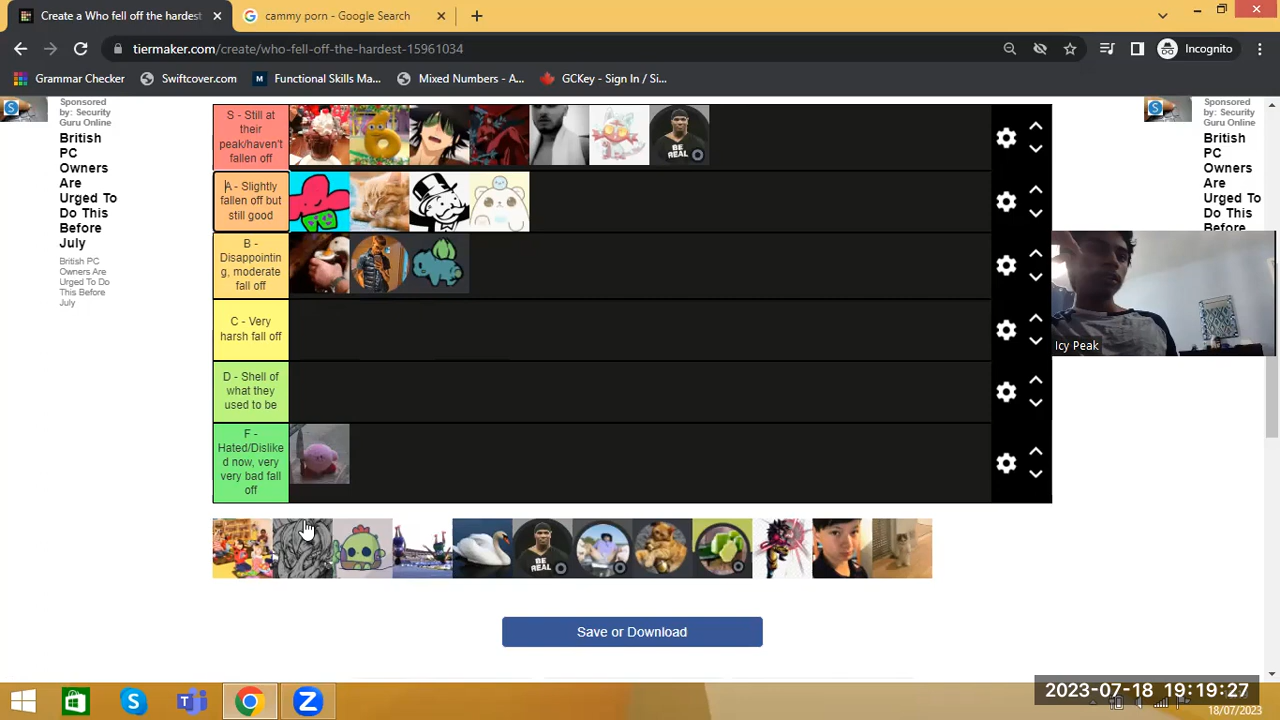 Create a Who fell off the hardest
cammy porn - Google Search
tiermaker.com/create/who-fell-off-the-hardest-15961034
Incognito
Grammar Checker
Swiftcover.com
Functional Skills Ma...
Mixed Numbers - A...
GCKey - Sign In / Si...
Sponsored
by: Security
Guru Online
British
PC
Owners
Are
Urged To
Do This
Before
July
British PC
Owners Are
Urged To Do
This Before
July
S - Still at
their
peak/haven't
fallen off
BE
REAL
A - Slightly
fallen off but
still good
B -
Disappointin
g, moderate
fall off
C - Very
harsh fall off
D - Shell of
what they
used to be
F -
Hated/Dislike
d now, very
very bad fall
off
BE
REAL
Save or Download
Sponsored
by: Security
Guru Online
British
PC
Owners
Are
Urged To
Do This
Before
Icy Peak
2023-07-18 19:19:27
18/07/2023